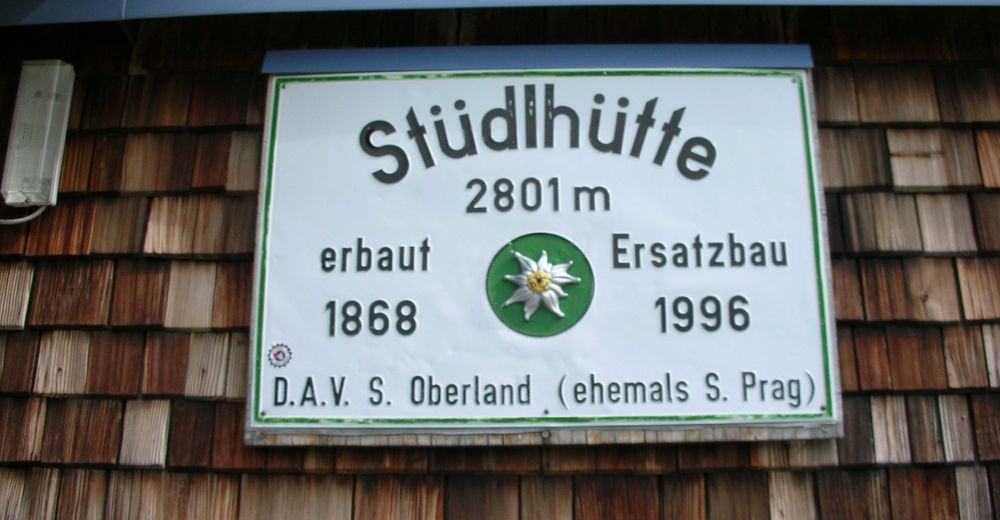 Stüdlhütte
2801 m
erbaut
1868
Ersatzbau
1996
D.A.V. S. Oberland (ehemals S. Prag)